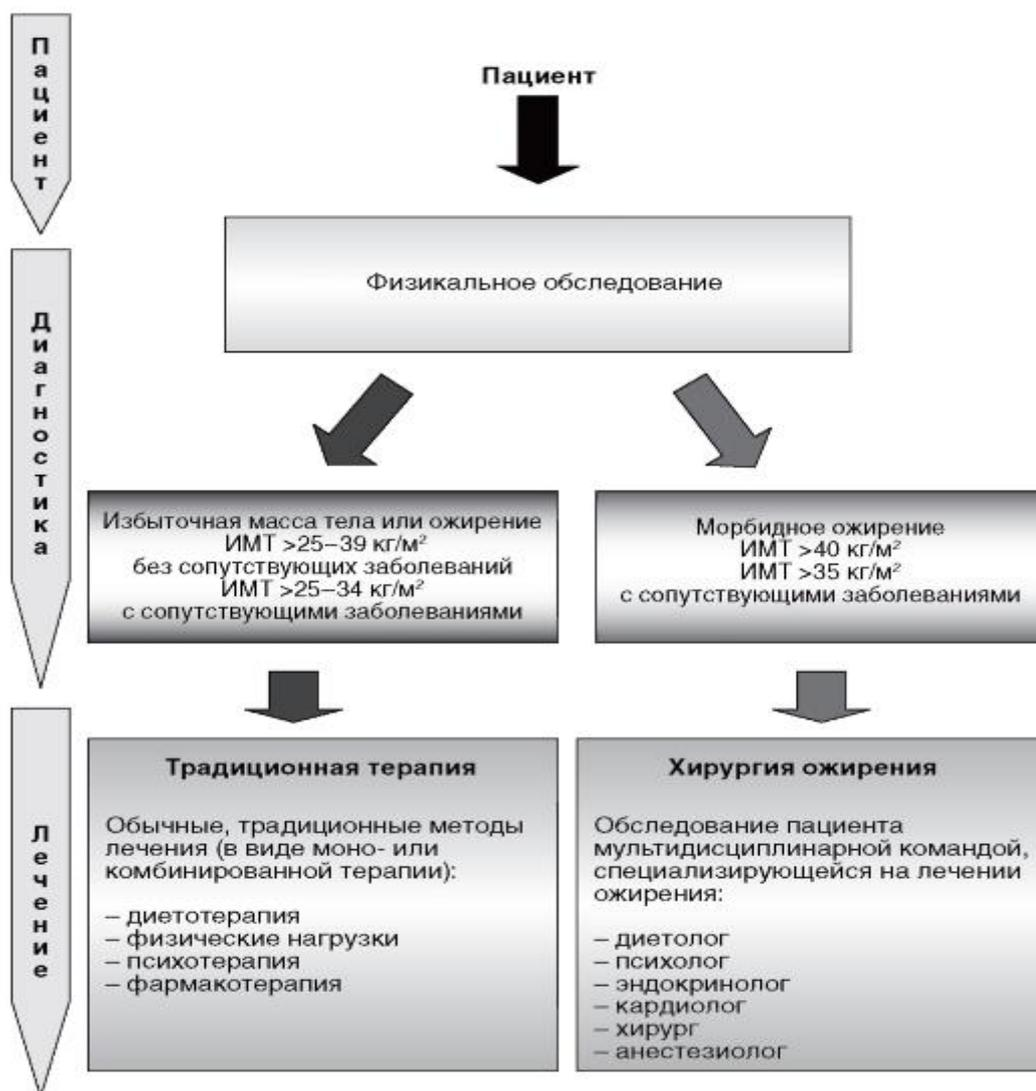 Пациент
Пациент
Физикальное обследование
Диагностика
Избыточная масса тела или ожирение
ИМТ >25–39 кг/м²
без сопутствующих заболеваний
ИМТ >25–34 кг/м²
с сопутствующими заболеваниями
Морбидное ожирение
ИМТ >40 кг/м²
ИМТ >35 кг/м²
с сопутствующими заболеваниями
Лечение
Традиционная терапия
Обычные, традиционные методы
лечения (в виде моно- или
комбинированной терапии):
– диетотерапия
– физические нагрузки
– психотерапия
– фармакотерапия
Хирургия ожирения
Обследование пациента
мультидисциплинарной командой,
специализирующейся на лечении
ожирения:
– диетолог
– психолог
– эндокринолог
– кардиолог
– хирург
– анестезиолог